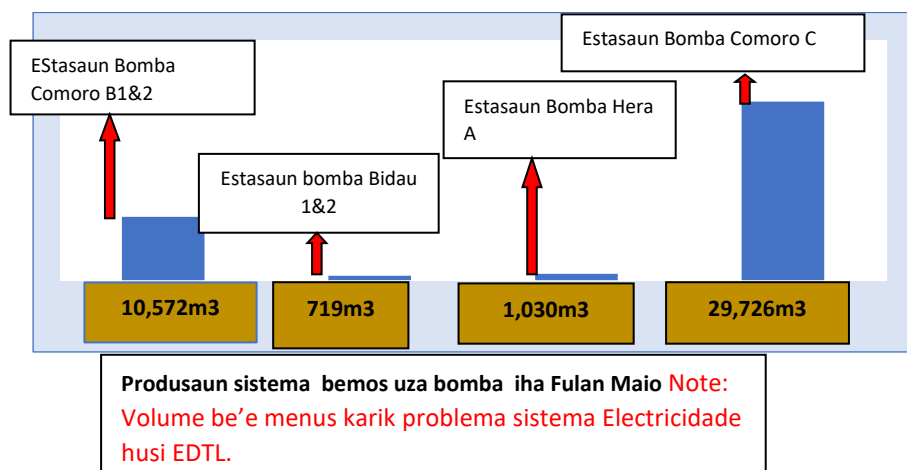 EStasaun Bomba
Comoro B1&2
Estasaun bomba Bidau
1&2
Estasaun Bomba Hera
A
Estasaun Bomba Comoro C
10,572m3
719m3
1,030m3
29,726m3
Produsaun sistema bemos uza bomba iha Fulan Maio Note:
Volume be’e menus karik problema sistema Electricidade
husi EDTL.